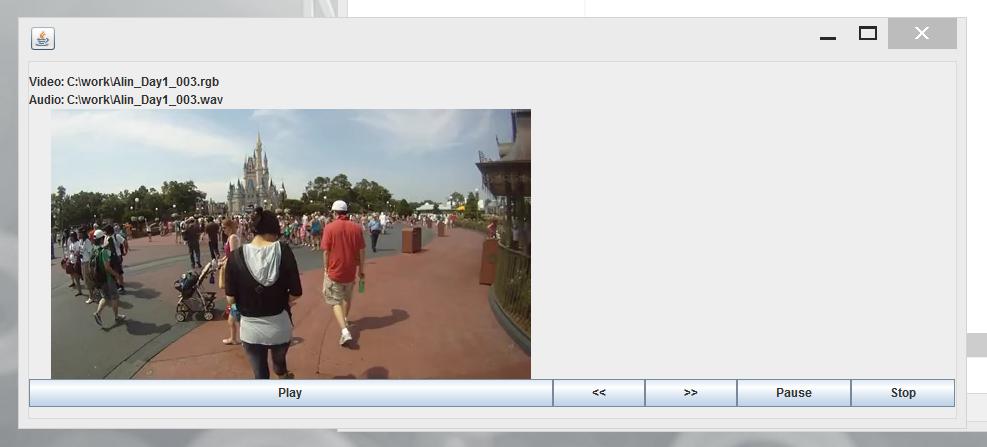 Video: C:\work\Alin_Day1_003.rgb
Audio: C:\work\Alin_Day1_003.wav
Play << >> Pause Stop